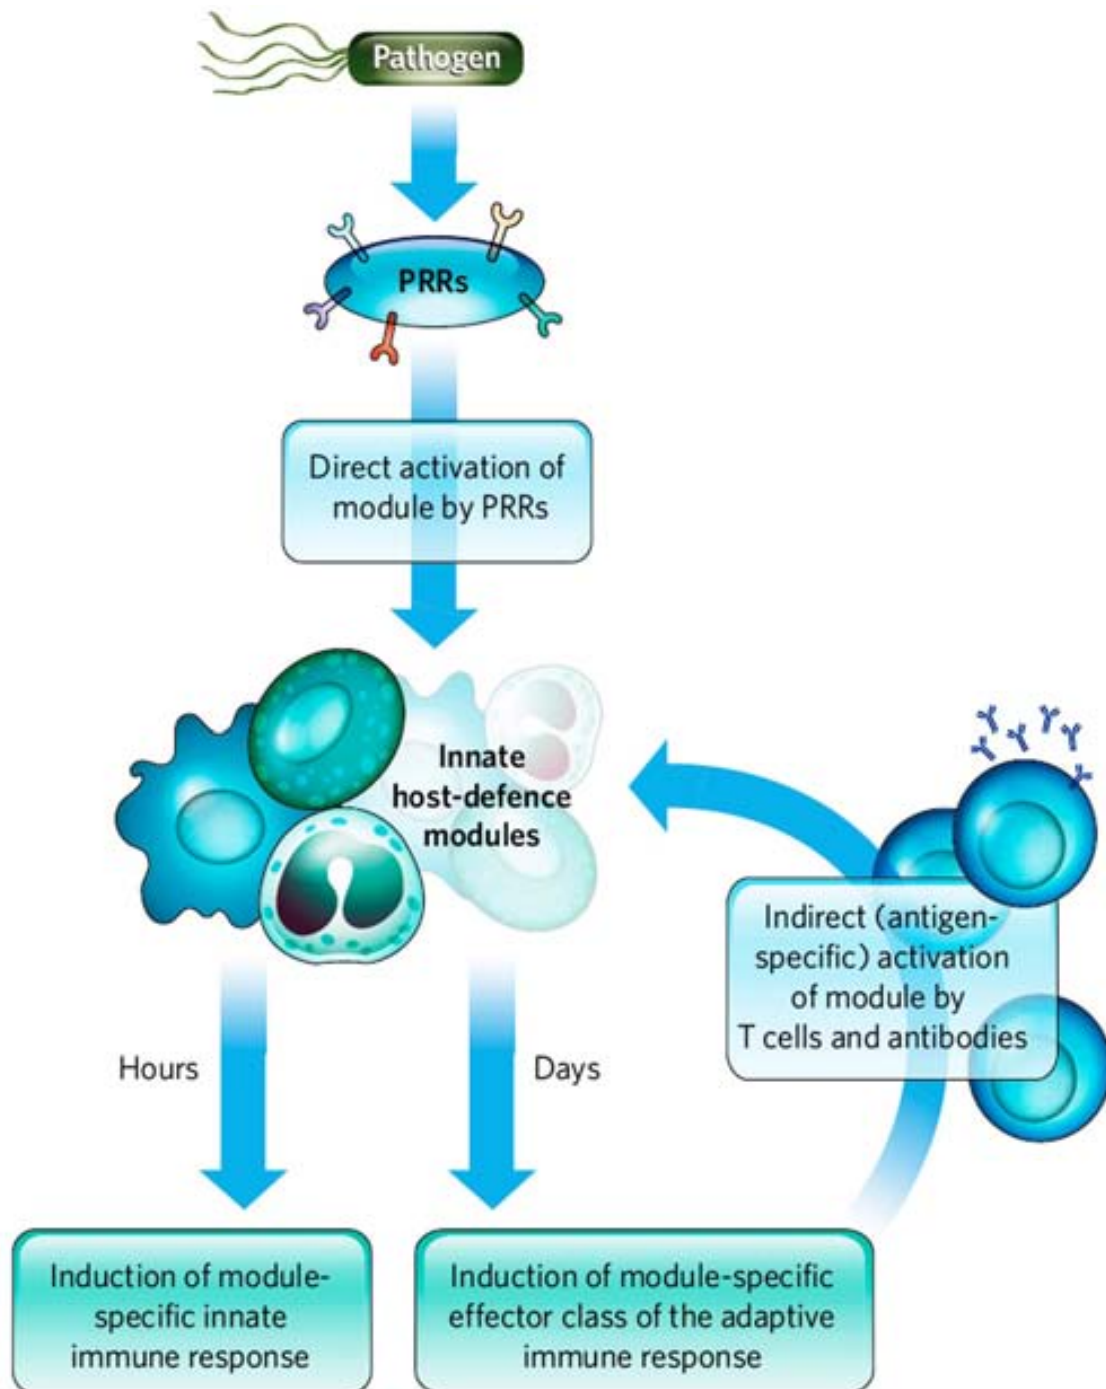 Pathogen
PRRs
Direct activation of
module by PRRs
Innate
host-defence
modules
Indirect (antigen-
specific) activation
of module by
T cells and antibodies
Hours
Days
Induction of module-
specific innate
immune response
Induction of module-specific
effector class of the adaptive
immune response